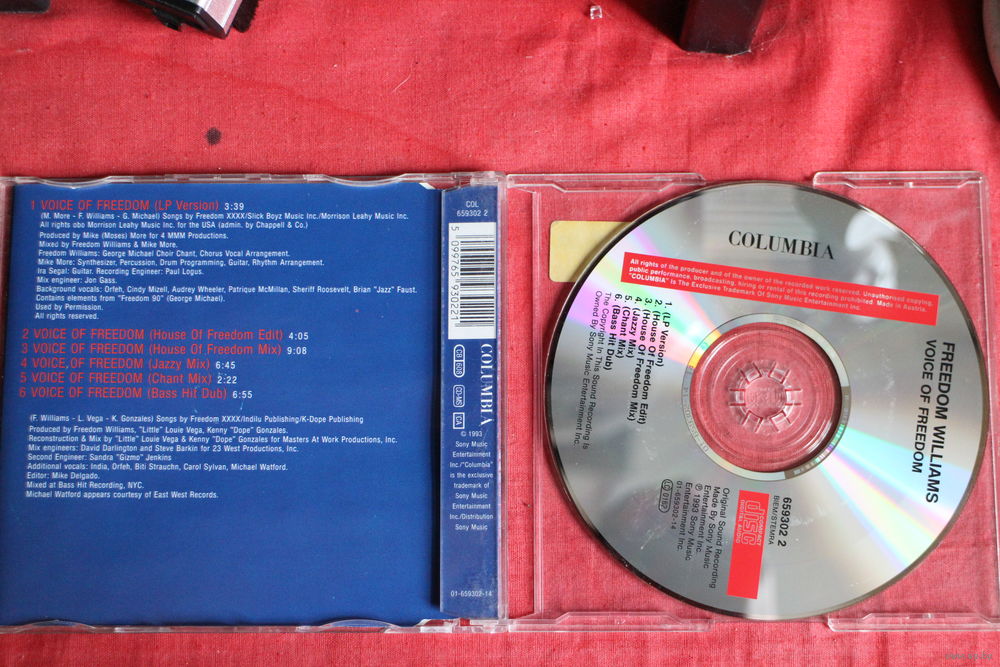 1 VOICE OF FREEDOM (LP Version) 3:39
(M. More - F. Williams - G. Michael) Songs by Freedom XXXX/Slick Boyz Music Inc./Morrison Leahy Music Inc.
All rights obo Morrison Leahy Music Inc. for the USA (admin. by Chappell & Co.)
Produced by Mike (Moses) More for 4 MMM Productions.
Mixed by Freedom Williams & Mike More.
Freedom Williams: George Michael Choir Chant, Chorus Vocal Arrangement.
Mike More: Synthesizer, Percussion, Drum Programming, Guitar, Rhythm Arrangement.
Ira Segal: Guitar. Recording Engineer: Paul Logus.
Mix engineer: Jon Gass.
Background vocals: Orfeh, Cindy Mizell, Audrey Wheeler, Patrique McMillan, Sheriff Roosevelt, Brian "Jazz" Faust.
Contains elements from "Freedom 90" (George Michael).
Used by Permission.
All rights reserved.
2 VOICE OF FREEDOM (House Of Freedom Edit) 4:05
3 VOICE OF FREEDOM (House Of Freedom Mix) 9:08
4 VOICE OF FREEDOM (Jazzy Mix) 6:45
5 VOICE OF FREEDOM (Chant Mix) 2:22
6 VOICE OF FREEDOM (Bass Hit Dub) 6:55
(F. Williams - L. Vega - K. Gonzales) Songs by Freedom XXXX/Indilu Publishing/K-Dope Publishing
Produced by Freedom Williams, "Little" Louie Vega, Kenny "Dope" Gonzales.
Reconstruction & Mix by "Little" Louie Vega & Kenny "Dope" Gonzales for Masters At Work Productions, Inc.
Mix engineers: David Darlington and Steve Barkin for 23 West Productions, Inc.
Second Engineer: Sandra "Gizmo" Jenkins
Additional vocals: India, Orfeh, Biti Strauchn, Carol Sylvan, Michael Watford.
Editor: Mike Delgado.
Mixed at Bass Hit Recording, NYC.
Michael Watford appears courtesy of East West Records.
COL
659302 2
5 099765 930221
COLUMBIA
© 1993
Sony Music
Entertainment
Inc./"Columbia"
is the exclusive
trademark of
Sony Music
Entertainment
Inc./Distribution
Sony Music
01-659302-14
COLUMBIA
All rights of the producer and of the owner of the recorded work reserved. Unauthorised copying,
public performance, broadcasting, hiring or rental of this recording prohibited. Made in Austria.
"COLUMBIA" is The Exclusive Trademark Of Sony Music Entertainment Inc.
FREEDOM WILLIAMS
VOICE OF FREEDOM
1. (LP Version)
2. (House Of Freedom Edit)
3. (House Of Freedom Mix)
4. (Jazzy Mix)
5. (Chant Mix)
6. (Bass Hit Dub)
The Copyright In This Sound Recording Is
Owned By Sony Music Entertainment Inc.
659302 2
BIEM/STEMRA
COMPACT
disc
DIGITAL AUDIO
Original Sound Recording
Made By Sony Music
Entertainment Inc.
℗ 1993 Sony Music
Entertainment Inc.
01-659302-14
LC 0162